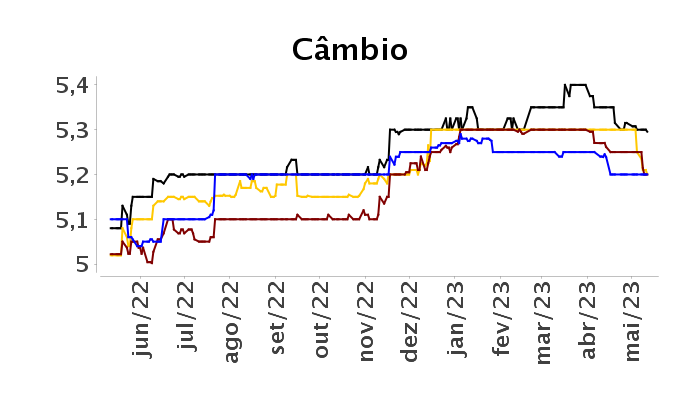 Câmbio
5,4
5,3
5,2
5,1
5
jun/22
jul/22
ago/22
set/22
out/22
nov/22
dez/22
jan/23
fev/23
mar/23
abr/23
mai/23